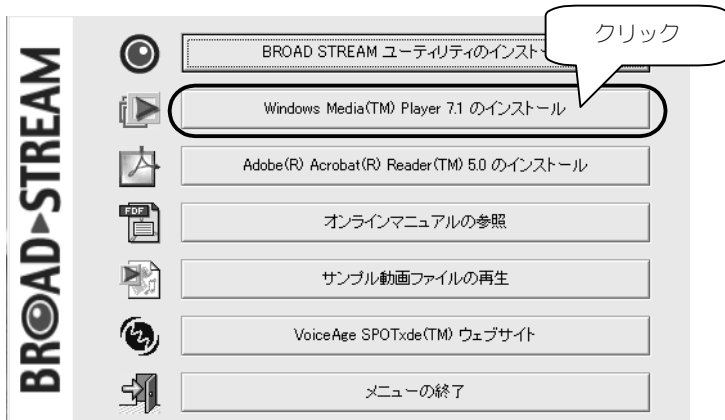 クリック
BROAD STREAM
BROAD STREAM ユーティリティのインスト
Windows Media(TM) Player 7.1 のインストール
Adobe(R) Acrobat(R) Reader(TM) 5.0 のインストール
PDF
オンラインマニュアルの参照
サンプル動画ファイルの再生
VoiceAge SPOTxde(TM) ウェブサイト
メニューの終了